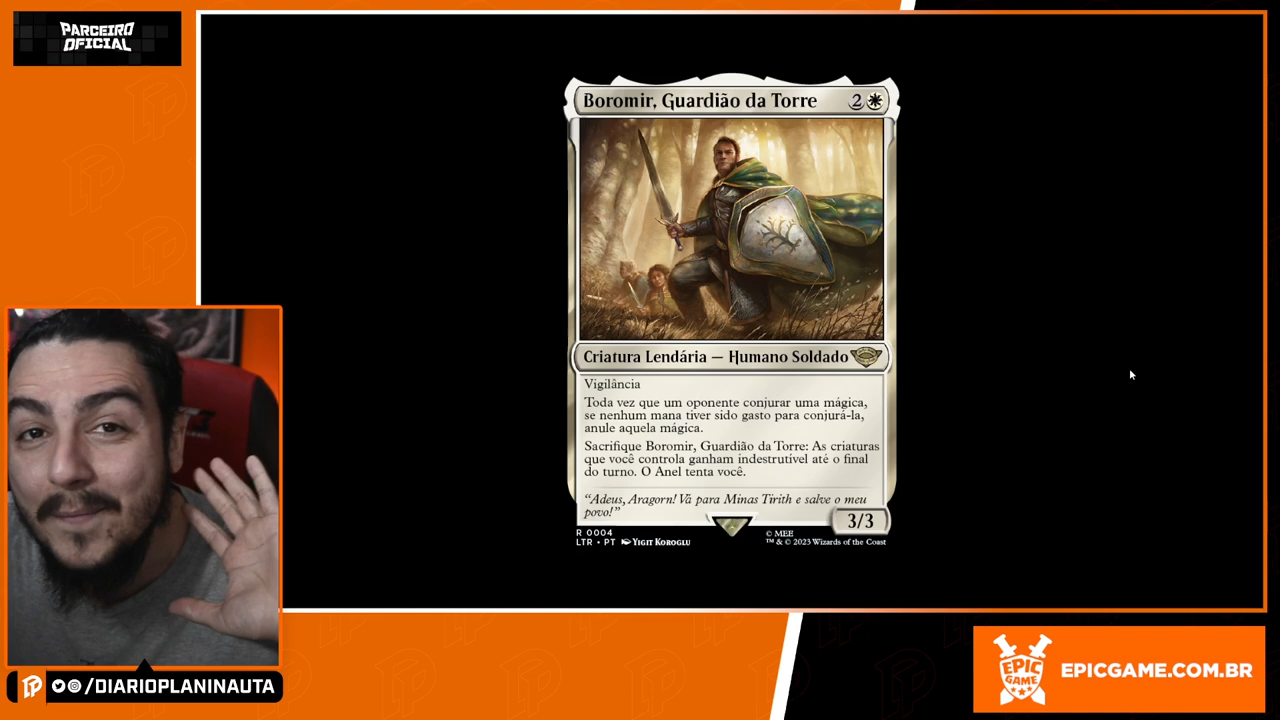 PARCEIRO
OFICIAL
Boromir, Guardião da Torre 2
Criatura Lendária — Humano Soldado
Vigilância
Toda vez que um oponente conjurar uma mágica,
se nenhum mana tiver sido gasto para conjurá-la,
anule aquela mágica.
Sacrifique Boromir, Guardião da Torre: As criaturas
que você controla ganham indestrutível até o final
do turno. O Anel tenta você.
“Adeus, Aragorn! Vá para Minas Tirith e salve o meu
povo!”
3/3
R 0004
LTR • PT Yigit Koroglu
© MEE
™ & © 2023 Wizards of the Coast
/DIARIOPLANINAUTA
EPIC
GAME
EPICGAME.COM.BR